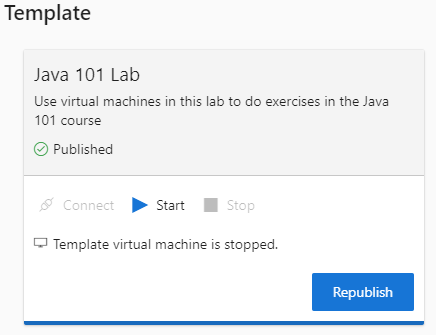 Template
Java 101 Lab
Use virtual machines in this lab to do exercises in the Java
101 course
Published
Connect Start Stop
Template virtual machine is stopped.
Republish